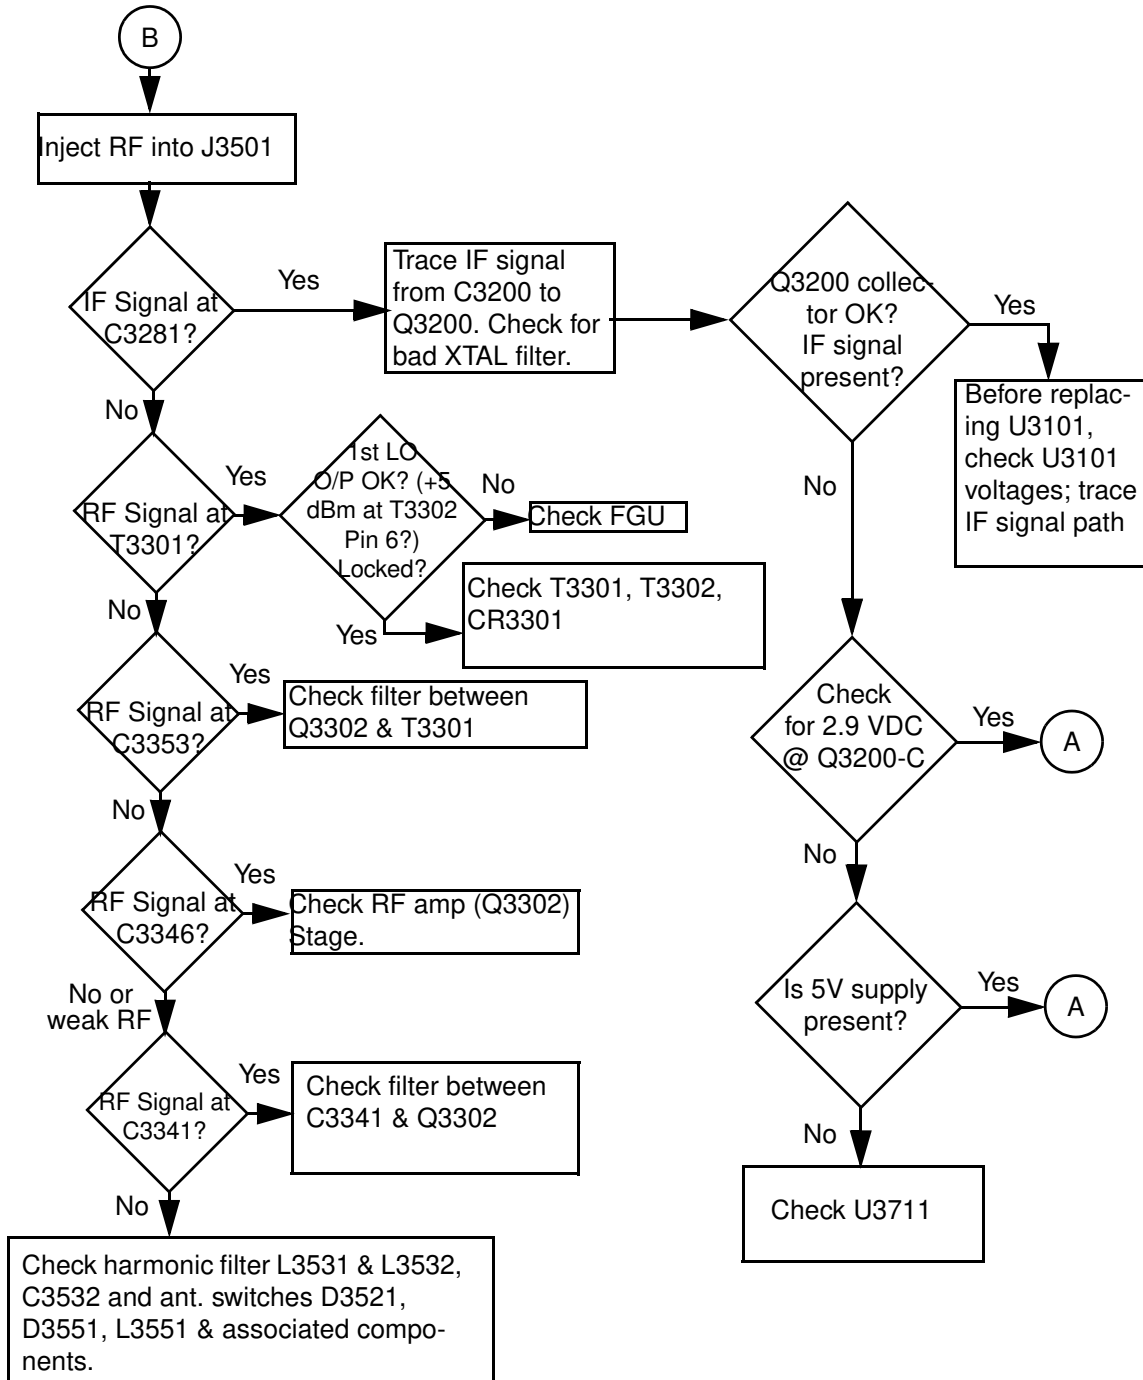 B
Inject RF into J3501
IF Signal at
C3281?
Yes
Trace IF signal
from C3200 to
Q3200. Check for
bad XTAL filter.
Q3200 collec-
tor OK?
IF signal
present?
Yes
Before replac-
ing U3101,
check U3101
voltages; trace
IF signal path
No
No
RF Signal at
T3301?
Yes
1st LO
O/P OK? (+5
dBm at T3302
Pin 6?)
Locked?
No
Check FGU
Yes
Check T3301, T3302,
CR3301
No
RF Signal at
C3353?
Yes
Check filter between
Q3302 & T3301
Check
for 2.9 VDC
@ Q3200-C
Yes
A
No
No
RF Signal at
C3346?
Yes
Check RF amp (Q3302)
Stage.
Is 5V supply
present?
Yes
A
No or
weak RF
RF Signal at
C3341?
Yes
Check filter between
C3341 & Q3302
No
Check U3711
No
Check harmonic filter L3531 & L3532,
C3532 and ant. switches D3521,
D3551, L3551 & associated compo-
nents.